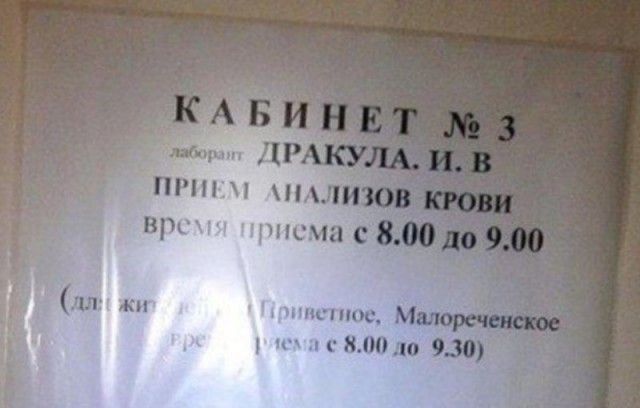 КАБИНЕТ № 3
лаборант ДРАКУЛА. И. В
ПРИЕМ АНАЛИЗОВ КРОВИ
время приема с 8.00 до 9.00
Приветное, Малореченское
приема с 8.00 до 9.30)